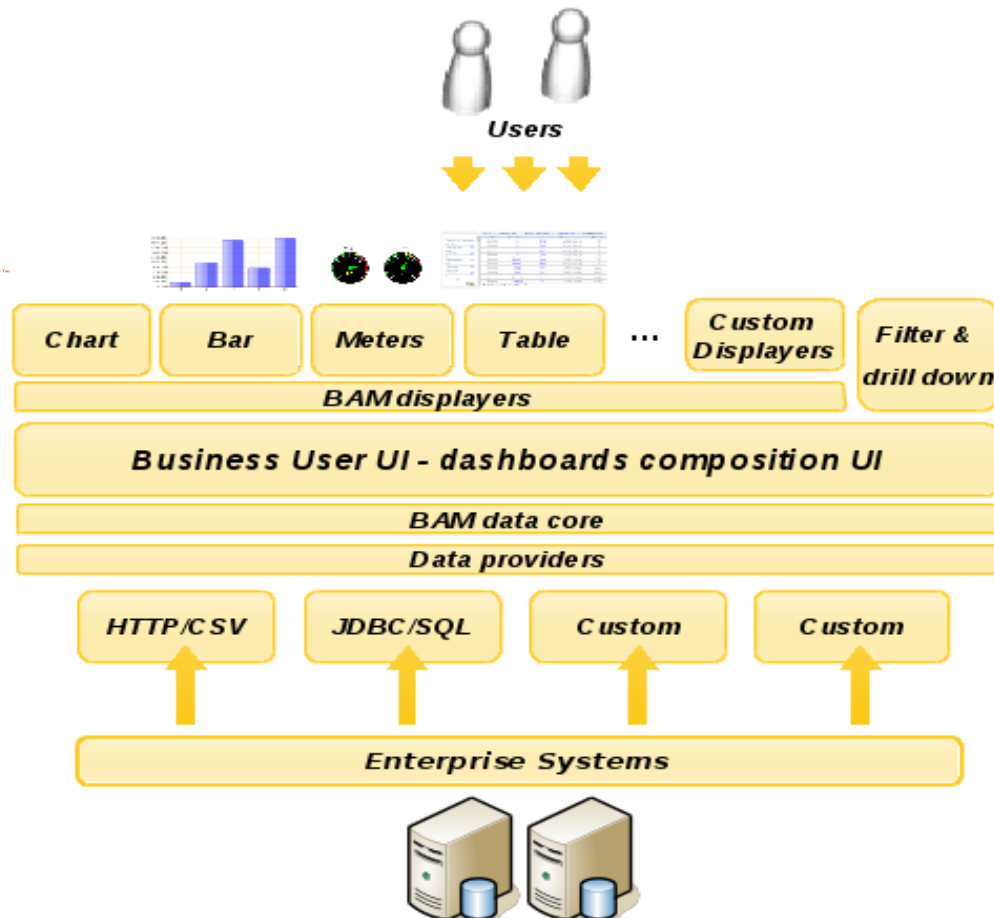 Users
Chart
Bar
Meters
Table
...
Custom
Displayers
Filter &
drill down
BAM displayers
Business User UI - dashboards composition UI
BAM data core
Data providers
HTTP/CSV
JDBC/SQL
Custom
Custom
Enterprise Systems